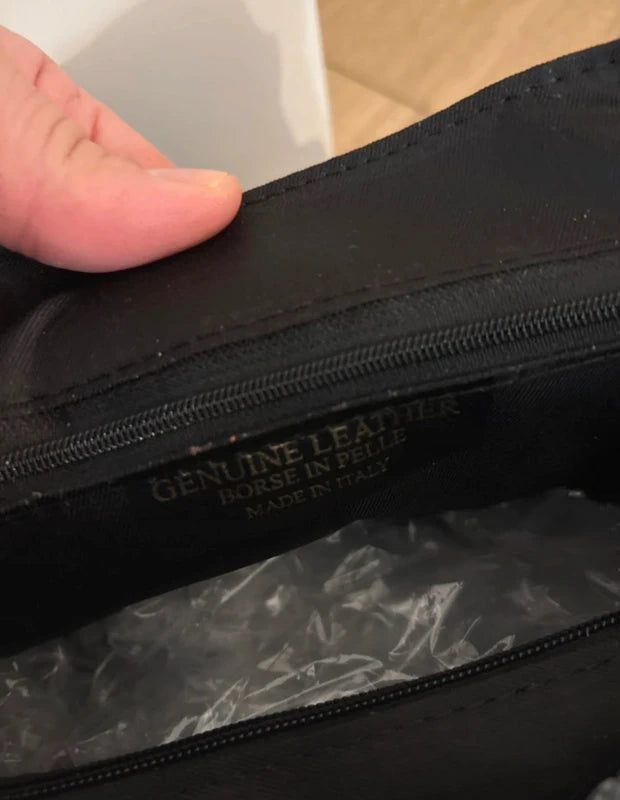 GENUINE LEATHER
BORSE IN PELLE
MADE IN ITALY